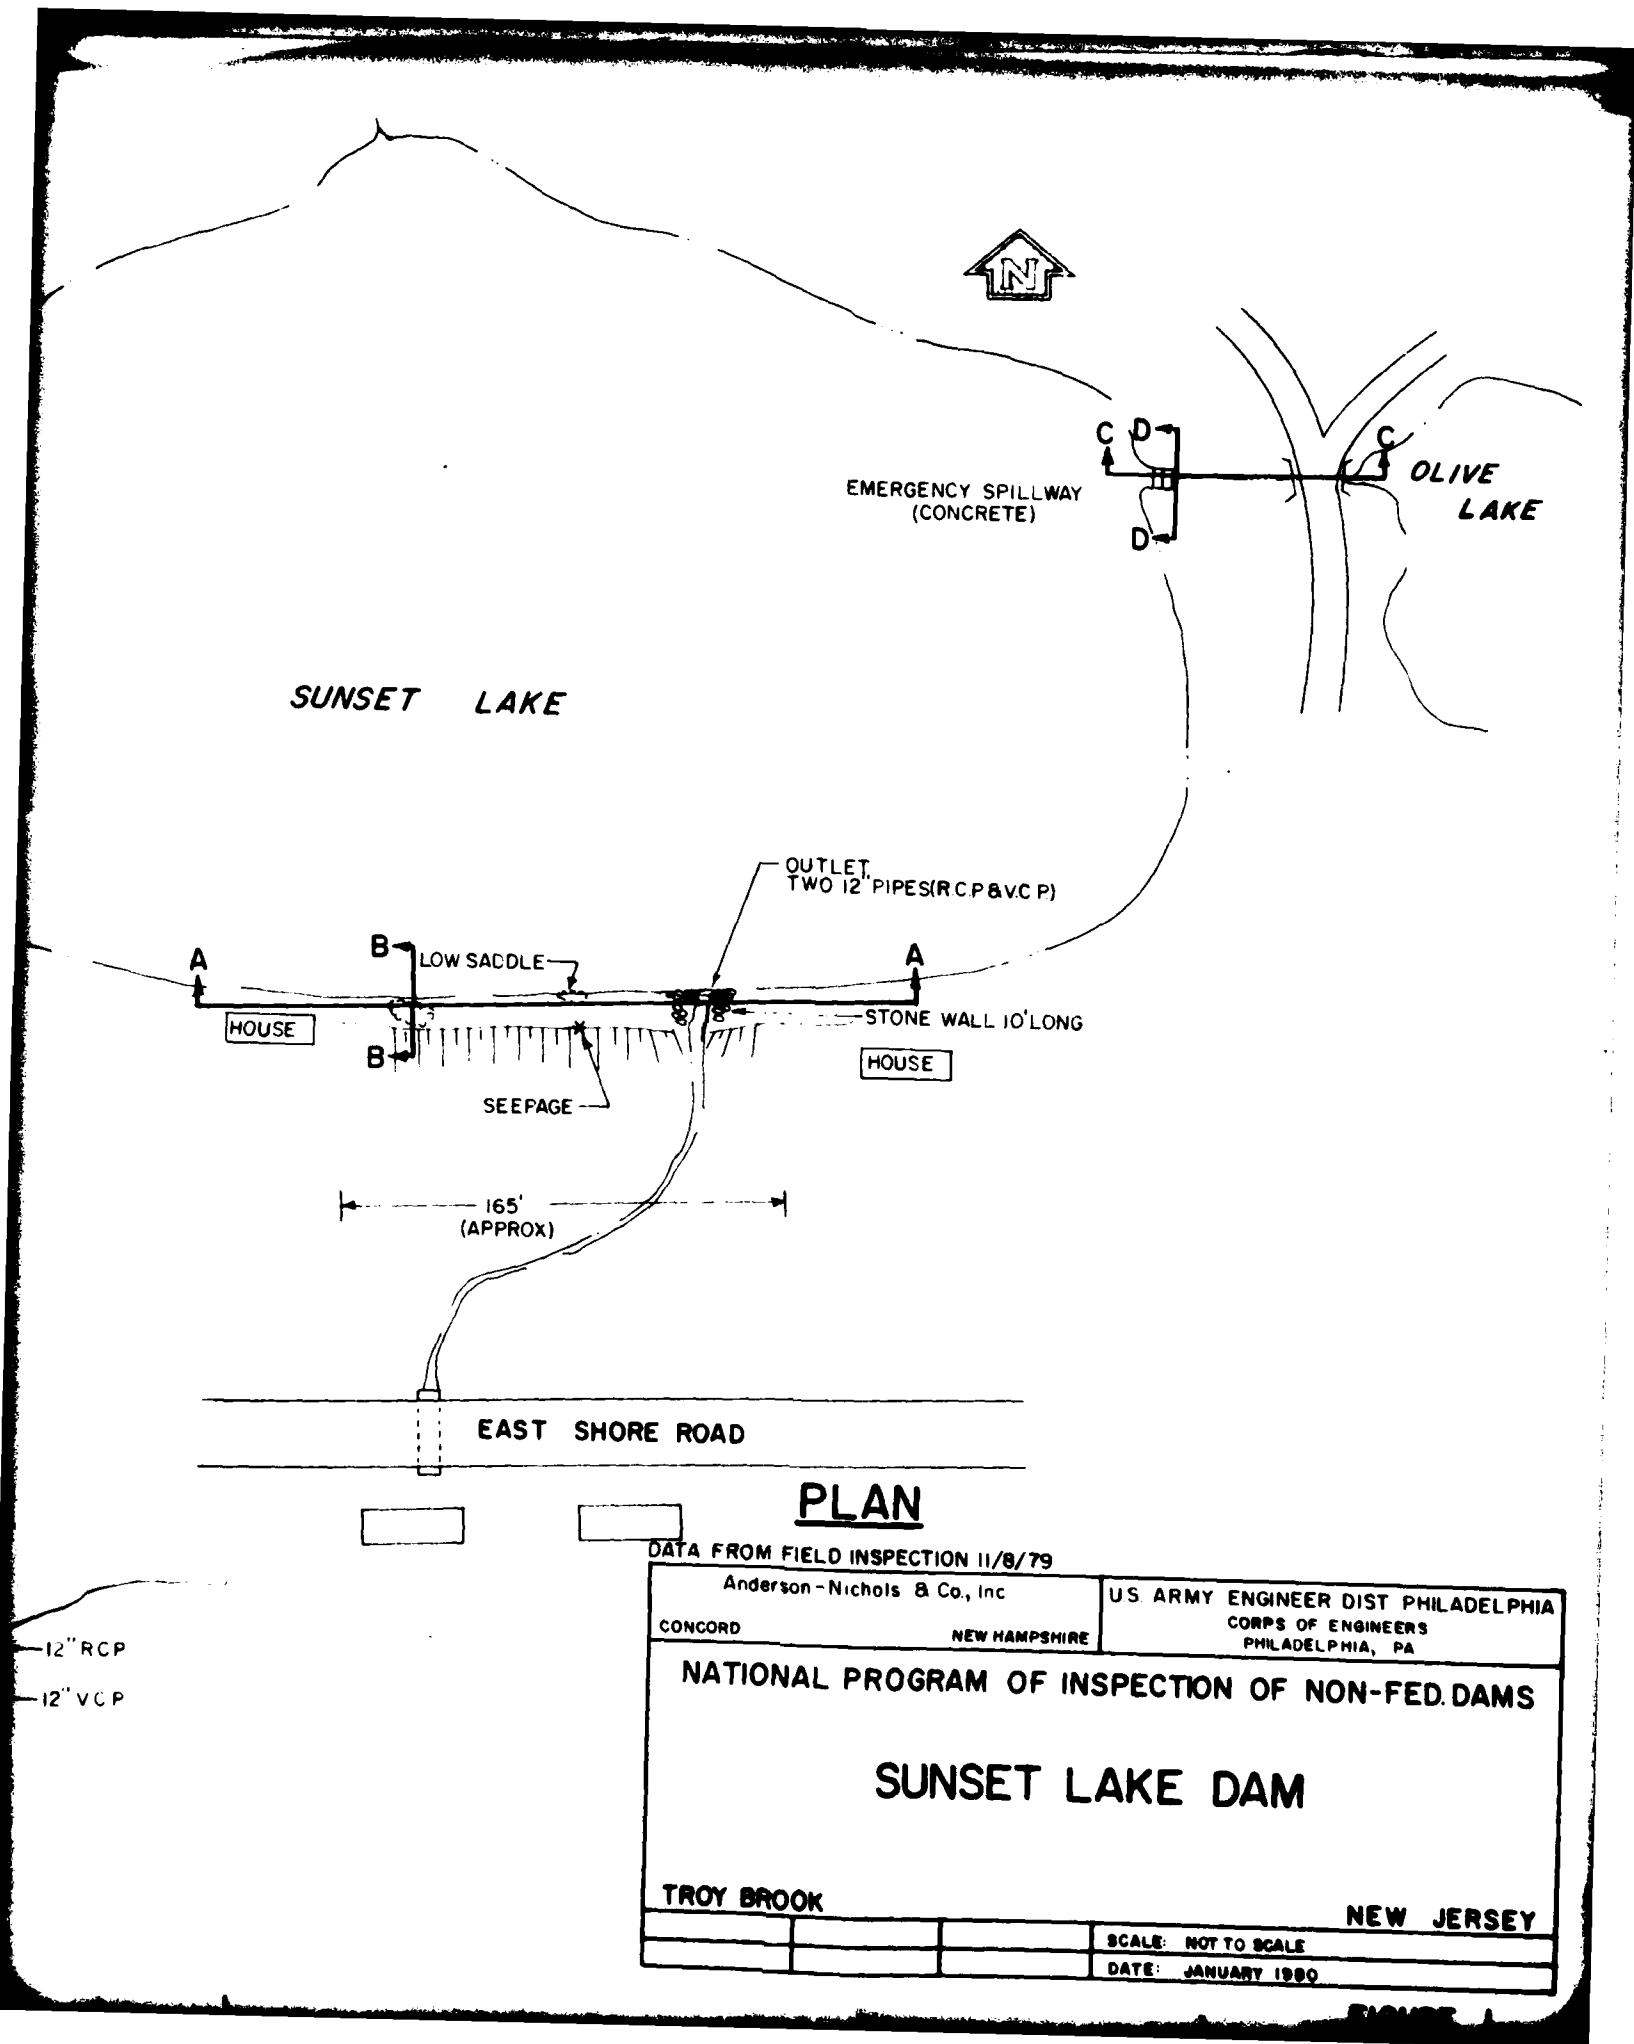 N
C D C
OLIVE
LAKE
EMERGENCY SPILLWAY
(CONCRETE)
D
SUNSET LAKE
OUTLET,
TWO 12" PIPES(R.C.P & V.C P.)
A B LOW SADDLE A
HOUSE
STONE WALL 10' LONG
B HOUSE
SEEPAGE
165'
(APPROX)
EAST SHORE ROAD
PLAN
DATA FROM FIELD INSPECTION 11/8/79
Anderson-Nichols & Co., Inc
CONCORD NEW HAMPSHIRE
U.S. ARMY ENGINEER DIST PHILADELPHIA
CORPS OF ENGINEERS
PHILADELPHIA, PA
12" RCP
12" VCP
NATIONAL PROGRAM OF INSPECTION OF NON-FED. DAMS
SUNSET LAKE DAM
TROY BROOK NEW JERSEY
SCALE: NOT TO SCALE
DATE: JANUARY 1980